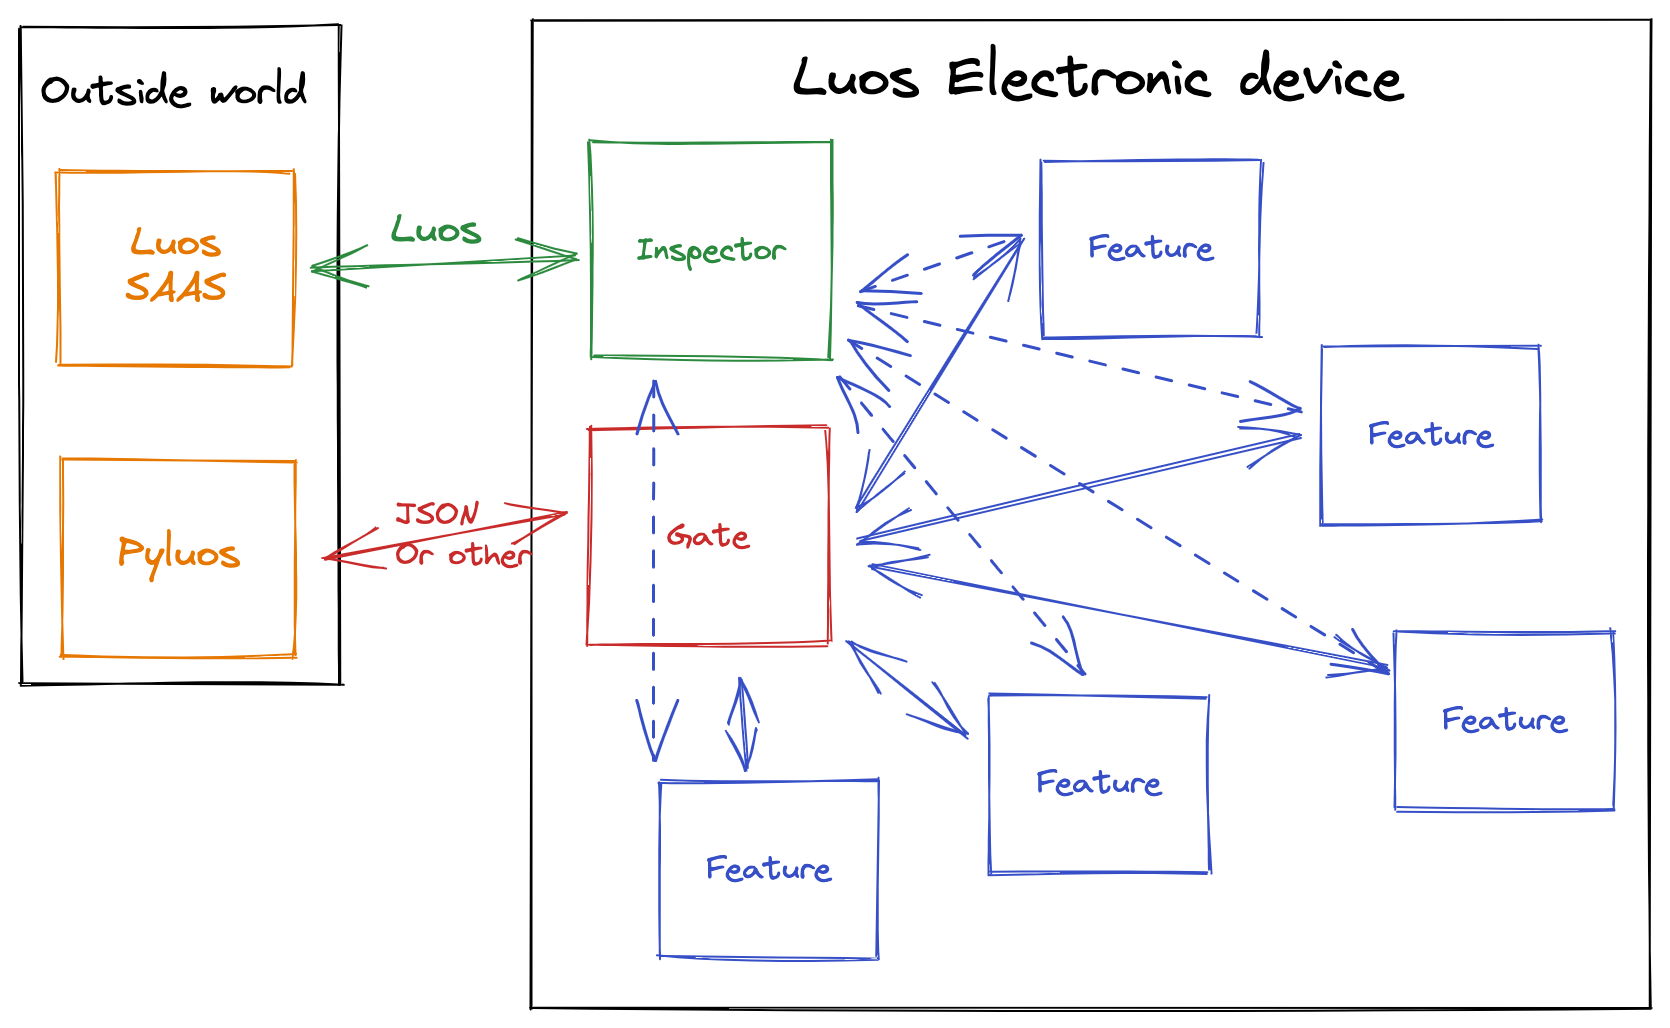 Outside world
Luos Electronic device
Luos
SAAS
Luos
Inspector
Feature
Feature
Pyluos
JSON
Or other
Gate
Feature
Feature
Feature